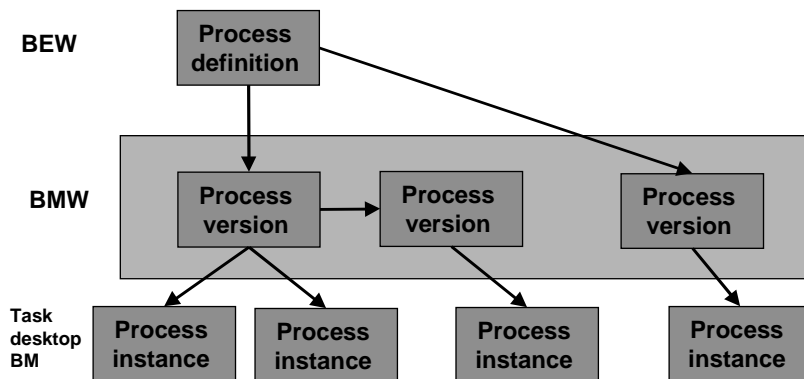 BEW
Process
definition
BMW
Process
version
Process
version
Process
version
Task
desktop
BM
Process
instance
Process
instance
Process
instance
Process
instance